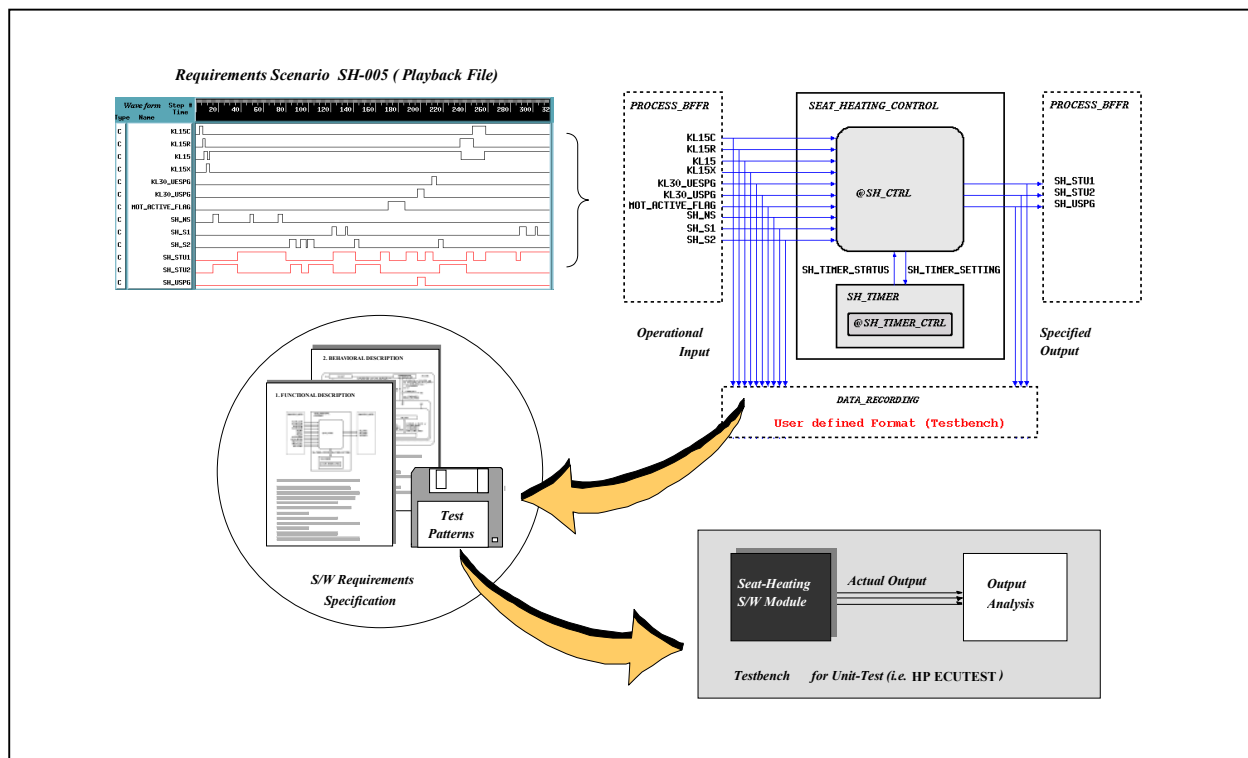 Requirements Scenario SH-005 ( Playback File)
Wave form Step #
Time
Type Name
20 40 60 80 100 120 140 160 180 200 220 240 260 280 300 32
C KL15C
C KL15R
C KL15
C KL15X
C KL30_UESPG
C KL30_USPG
C MOT_ACTIVE_FLAG
C SH_NS
C SH_S1
C SH_S2
C SH_STU1
C SH_STU2
C SH_USPG
PROCESS_BFFR
KL15C
KL15R
KL15
KL15X
KL30_UESPG
KL30_USPG
MOT_ACTIVE_FLAG
SH_NS
SH_S1
SH_S2
Operational
Input
SEAT_HEATING_CONTROL
@SH_CTRL
SH_TIMER_STATUS SH_TIMER_SETTING
SH_TIMER
@SH_TIMER_CTRL
PROCESS_BFFR
SH_STU1
SH_STU2
SH_USPG
Specified
Output
DATA_RECORDING
User defined Format (Testbench)
2. BEHAVIORAL DESCRIPTION
1. FUNCTIONAL DESCRIPTION
Test
Patterns
S/W Requirements
Specification
Seat-Heating
S/W Module
Actual Output
Output
Analysis
Testbench for Unit-Test (i.e. HP ECUTEST )